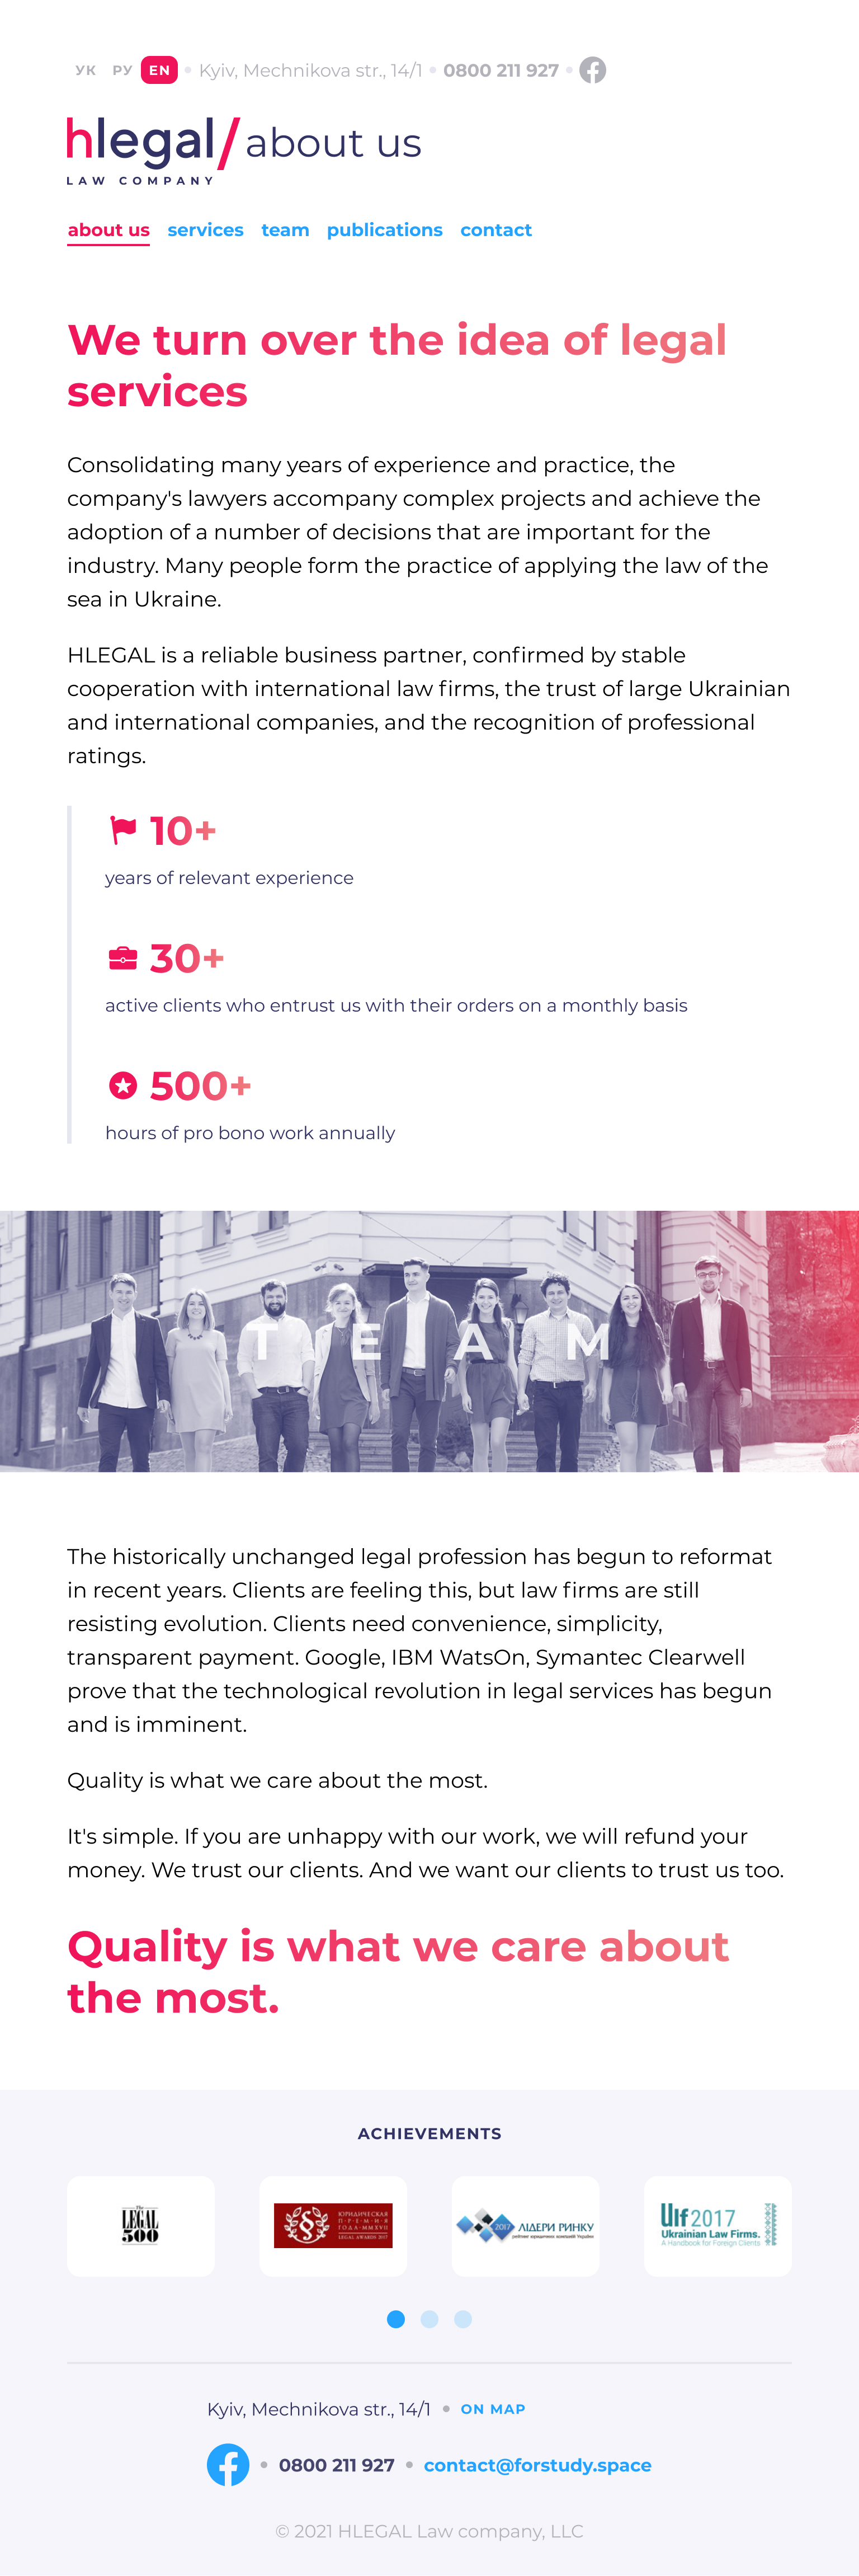 УК РУ EN • Kyiv, Mechnikova str., 14/1 • 0800 211 927 •
hlegal/about us
LAW COMPANY
about us services team publications contact
We turn over the idea of legal
services
Consolidating many years of experience and practice, the
company's lawyers accompany complex projects and achieve the
adoption of a number of decisions that are important for the
industry. Many people form the practice of applying the law of the
sea in Ukraine.
HLEGAL is a reliable business partner, confirmed by stable
cooperation with international law firms, the trust of large Ukrainian
and international companies, and the recognition of professional
ratings.
10+
years of relevant experience
30+
active clients who entrust us with their orders on a monthly basis
500+
hours of pro bono work annually
TEAM
The historically unchanged legal profession has begun to reformat
in recent years. Clients are feeling this, but law firms are still
resisting evolution. Clients need convenience, simplicity,
transparent payment. Google, IBM WatsOn, Symantec Clearwell
prove that the technological revolution in legal services has begun
and is imminent.
Quality is what we care about the most.
It's simple. If you are unhappy with our work, we will refund your
money. We trust our clients. And we want our clients to trust us too.
Quality is what we care about
the most.
ACHIEVEMENTS
The
LEGAL
500
ЮРИДИЧЕСКАЯ
ПРЕМИЯ
ГОДА·MMXVII
LEGAL AWARDS 2017
2017 ЛІДЕРИ РИНКУ
рейтинг юридичних компаній України
Ulf 2017
Ukrainian Law Firms.
A Handbook for Foreign Clients
Kyiv, Mechnikova str., 14/1 • ON MAP
• 0800 211 927 • contact@forstudy.space
© 2021 HLEGAL Law company, LLC